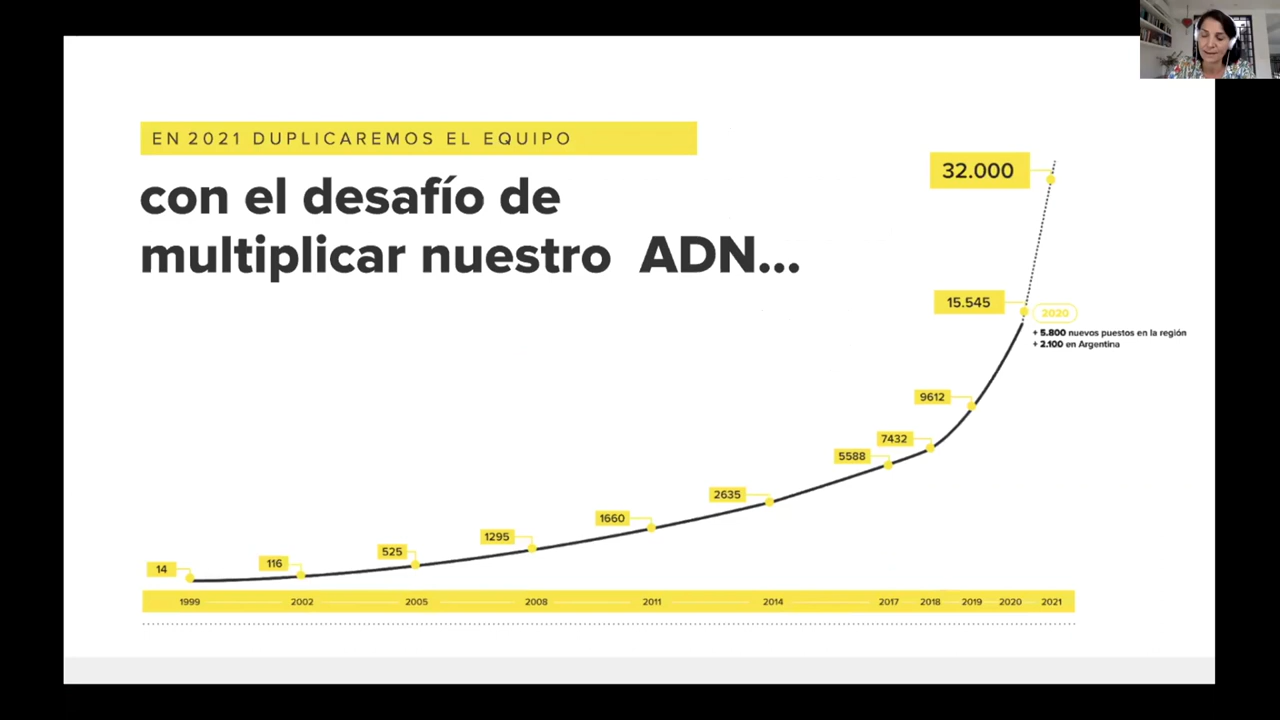 EN 2021 DUPLICAREMOS EL EQUIPO
con el desafío de
multiplicar nuestro ADN...
32.000
15.545
2020
+ 5.800 nuevos puestos en la región
+ 2.100 en Argentina
9612
7432
5588
2635
1660
1295
525
116
14
1999 2002 2005 2008 2011 2014 2017 2018 2019 2020 2021